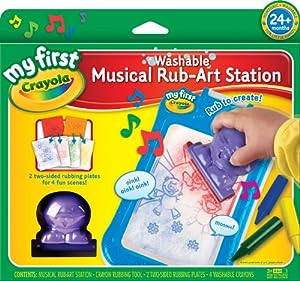 24+
months
my first
Crayola
Washable
Musical Rub-Art Station
my first
Crayola
Rub to create!
2 two-sided rubbing plates
for 4 fun scenes!
oink!
oink! oink!
moooo!
CONTENTS: MUSICAL RUB-ART STATION • CRAYON RUBBING TOOL • 2 TWO-SIDED RUBBING PLATES • 4 WASHABLE CRAYONS